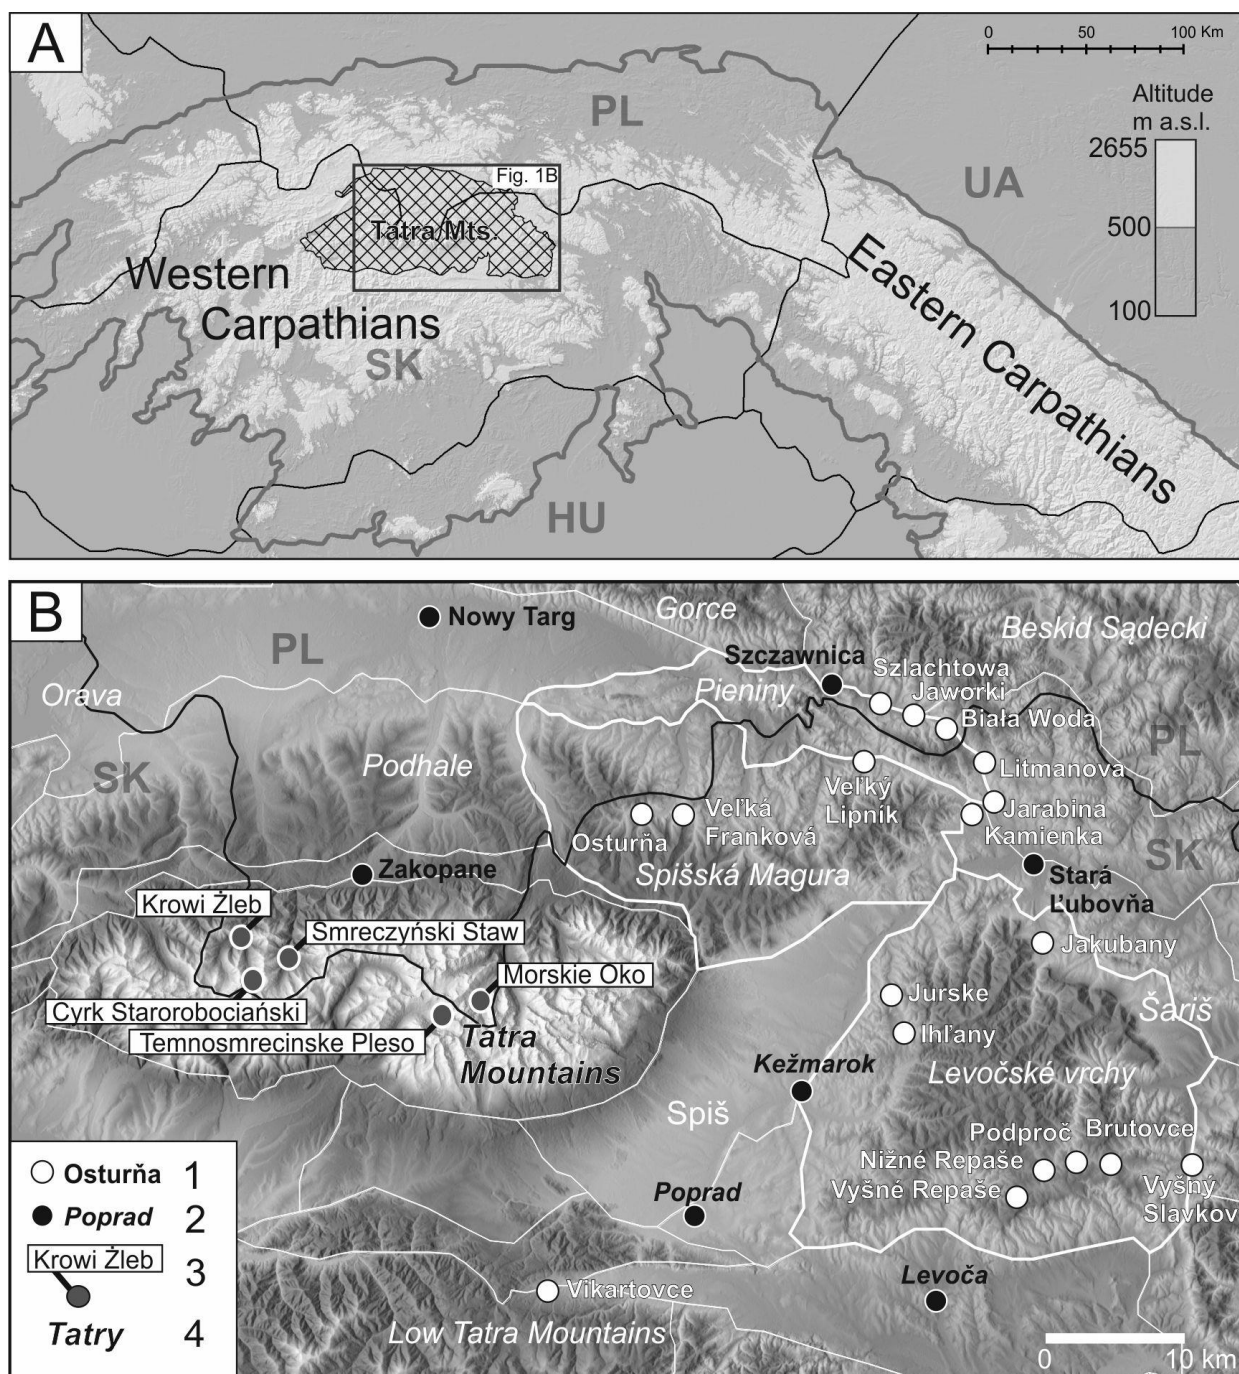 A
0 50 100 Km
Altitude
m a.s.l.
2655
500
100
PL
UA
Fig. 1B
Tatra Mts.
Western
Carpathians
Eastern Carpathians
SK
HU
B
Nowy Targ
Gorce
Beskid Sądecki
PL
Szczawnica
Szlachtowa
Jaworki
Orava
Pieniny
Biała Woda
PL
SK
Podhale
Litmanova
Veľký
Lipník
Veľká
Franková
Jarabina
Osturňa
Kamienka
SK
Zakopane
Spišská Magura
Stará
Ľubovňa
Krowi Żleb
Smreczyński Staw
Jakubany
Morskie Oko
Jurske
Šariš
Cyrk Starorobociański
Temnosmrecinske Pleso
Ihľany
Tatra
Mountains
Kežmarok
Levočské vrchy
Spiš
Podproč
Brutovce
Nižné Repaše
Vyšné Repaše
Vyšný
Slavkov
Poprad
Levoča
Vikartovce
Low Tatra Mountains
Osturňa 1
Poprad 2
Krowi Żleb 3
Tatry 4
0 10 km